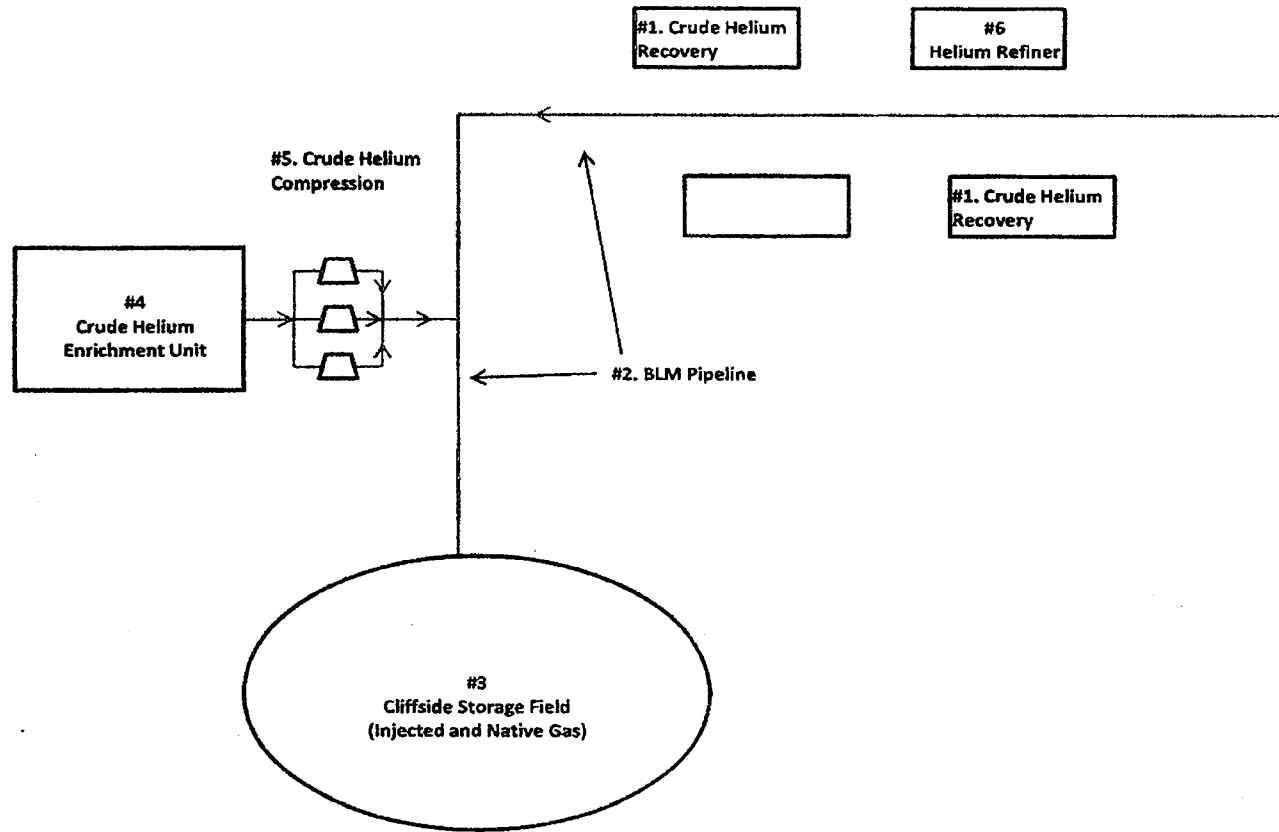 #1. Crude Helium
Recovery
#6
Helium Refiner
#5. Crude Helium
Compression
#1. Crude Helium
Recovery
#4
Crude Helium
Enrichment Unit
#2. BLM Pipeline
#3
Cliffside Storage Field
(Injected and Native Gas)